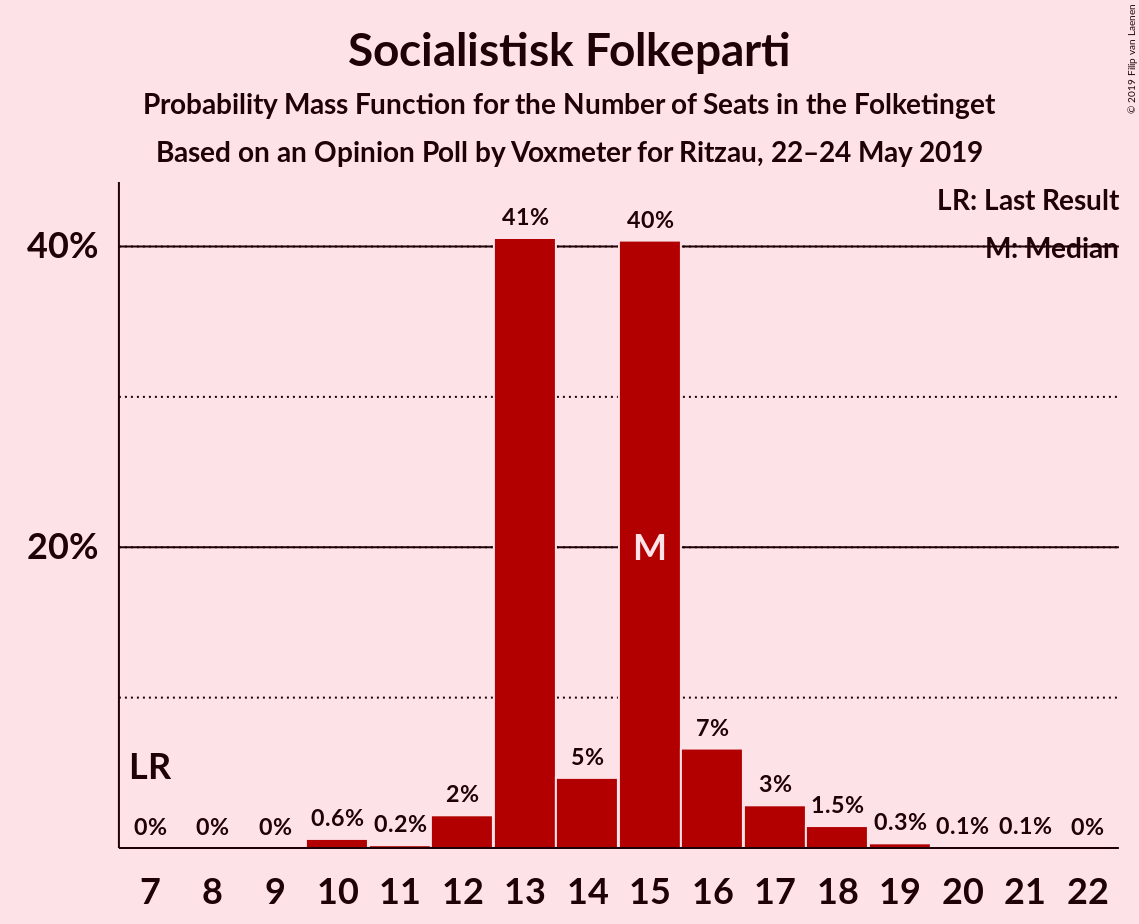 Socialistisk Folkeparti
Probability Mass Function for the Number of Seats in the Folketinget
Based on an Opinion Poll by Voxmeter for Ritzau, 22–24 May 2019
© 2019 Filip van Laenen
LR: Last Result
M: Median
40%
20%
41%
40%
M
7%
5%
3%
2%
1.5%
LR
0% 0% 0% 0.6% 0.2% 0.3% 0.1% 0.1% 0%
7 8 9 10 11 12 13 14 15 16 17 18 19 20 21 22